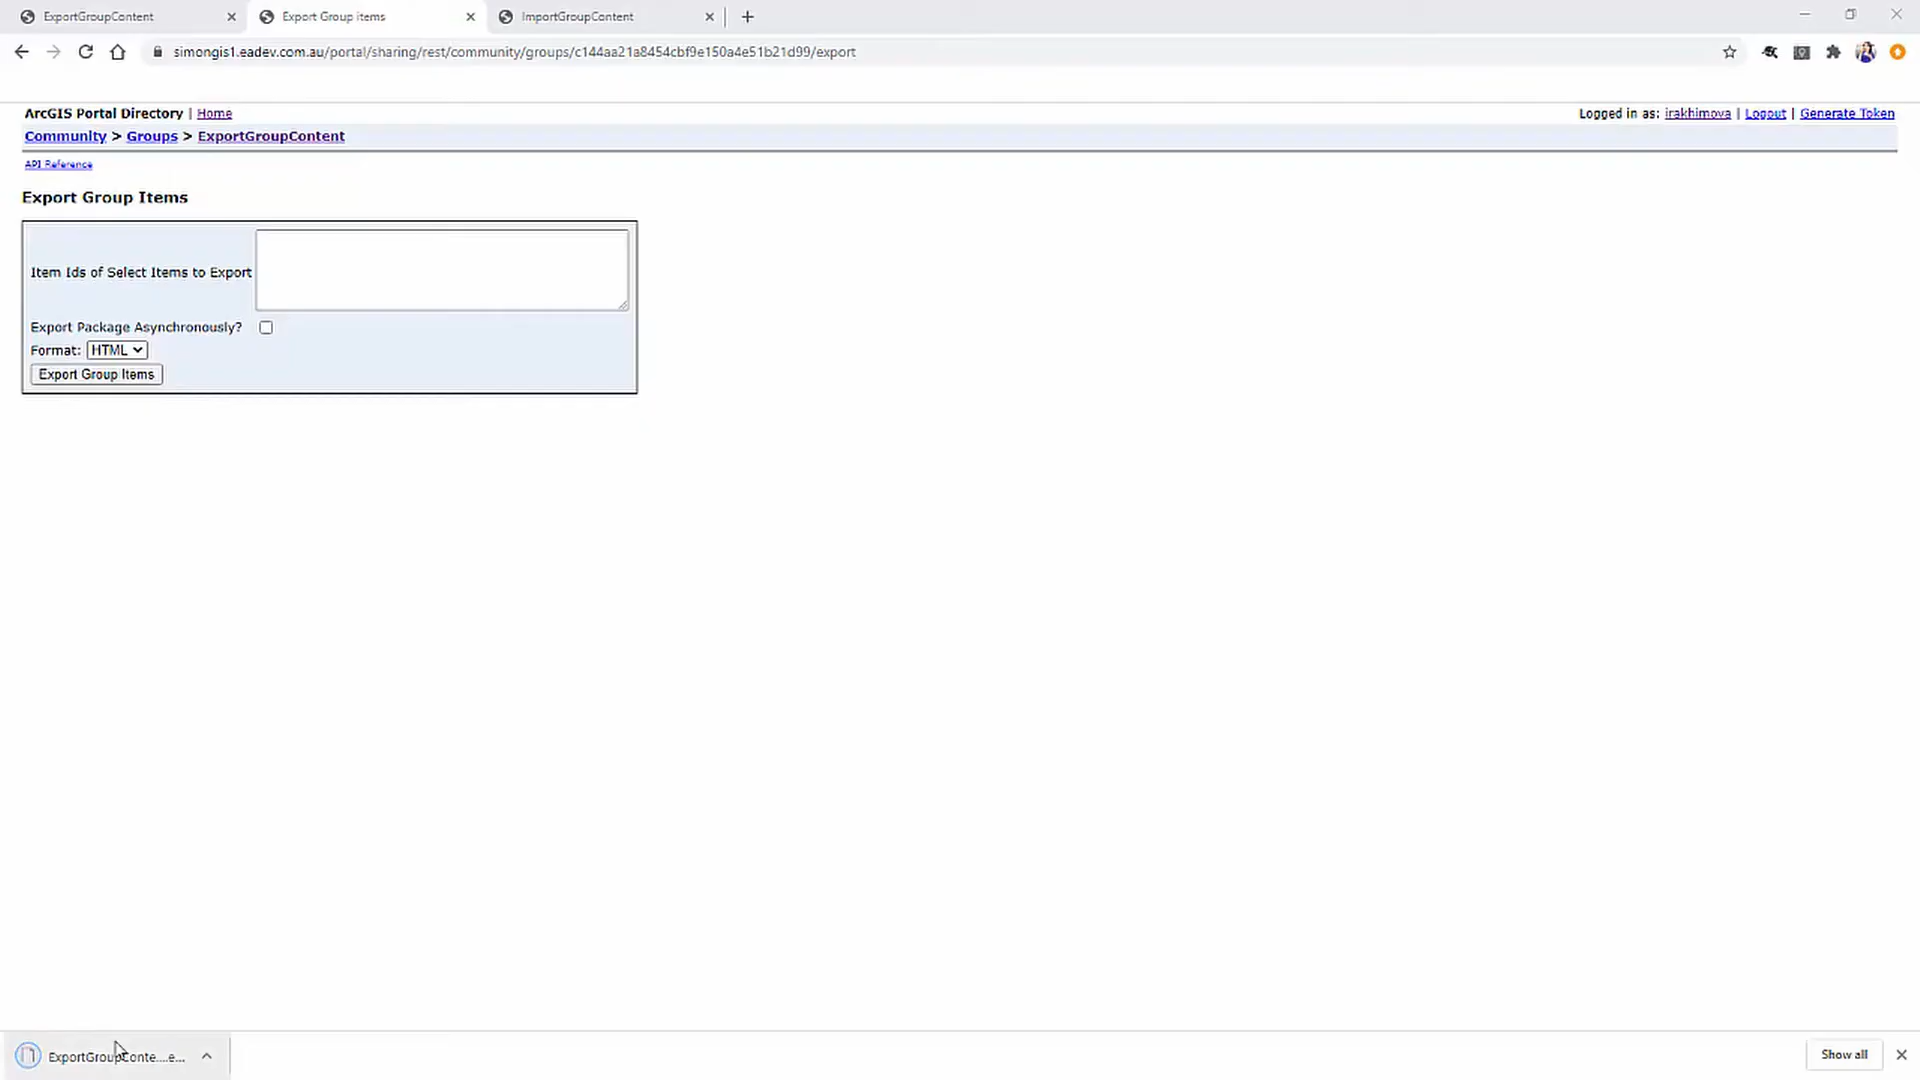 ExportGroupContent
Export Group items
ImportGroupContent
simongis1.eadev.com.au/portal/sharing/rest/community/groups/c144aa21a8454cbf9e150a4e51b21d99/export
ArcGIS Portal Directory | Home
Logged in as: irakhimova | Logout | Generate Token
Community > Groups > ExportGroupContent
API Reference
Export Group Items
Item Ids of Select Items to Export
Export Package Asynchronously?
Format: HTML
Export Group Items
ExportGroupConte....e...
Show all